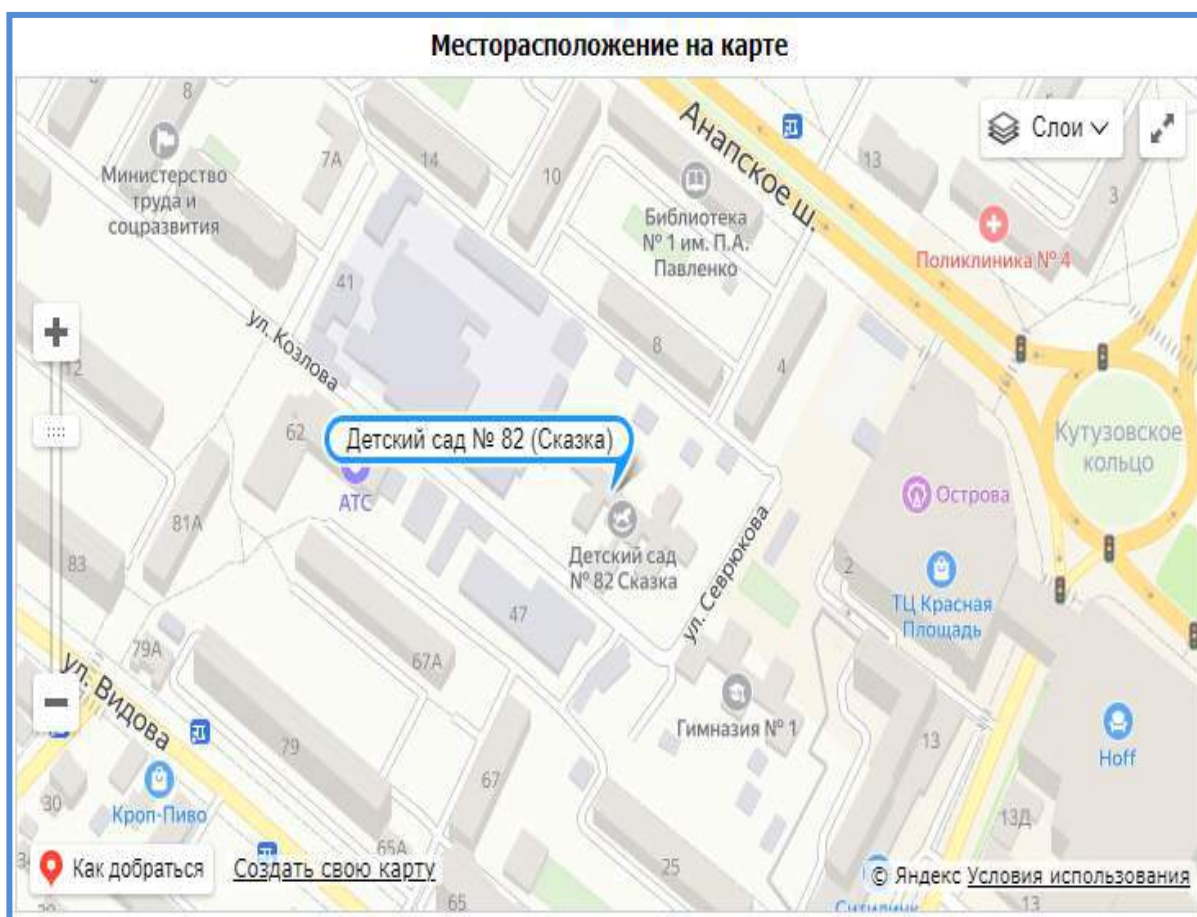 Месторасположение на карте
8
Министерство
труда и
соцразвития
7А
14
10
Анапское ш.
13
Слои
Библиотека
№ 1 им. П.А.
Павленко
3
Поликлиника № 4
41
ул. Козлова
12
8
4
Кутузовское
кольцо
62
Детский сад № 82 (Сказка)
АТС
Острова
81А
83
Детский сад
№ 82 Сказка
ул. Севрюкова
2
ТЦ Красная
Площадь
47
79А
67А
ул. Видова
Гимназия № 1
79
13
Hoff
67
30
Кроп-Пиво
13Д
65А
Как добраться
Создать свою карту
25
© Яндекс Условия использования
65
Ситилинк
13